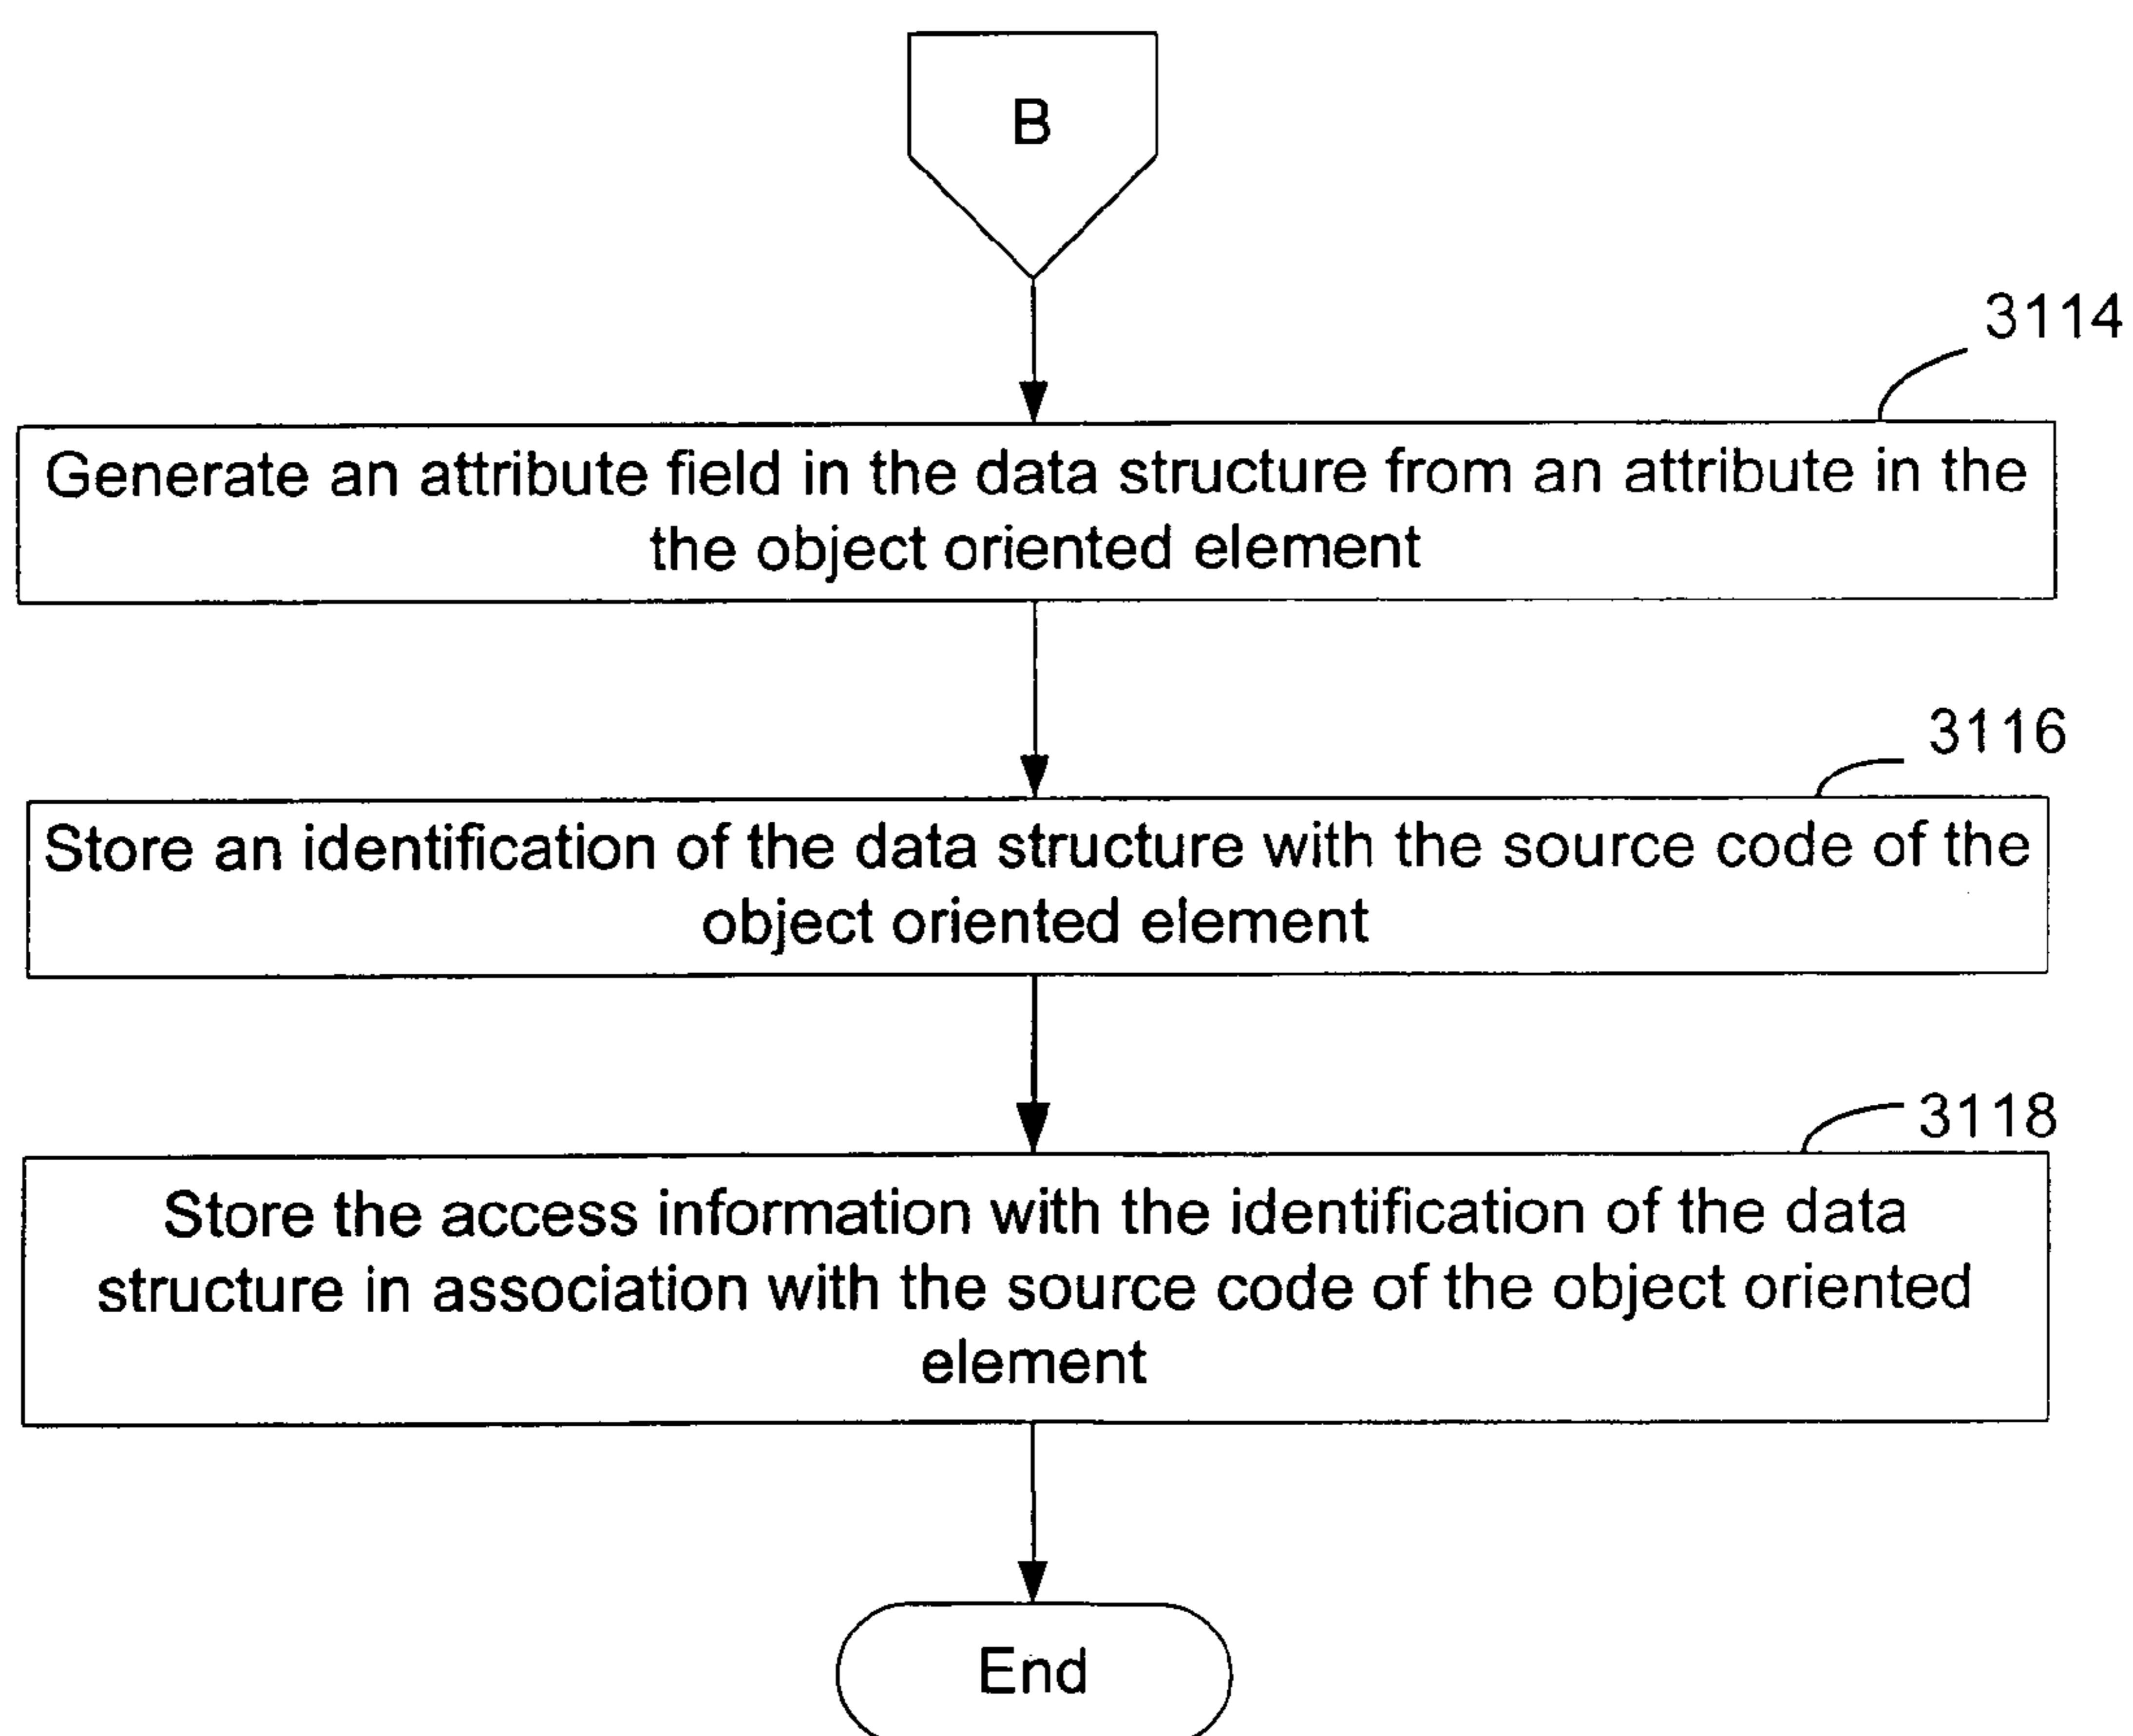 B
3114
Generate an attribute field in the data structure from an attribute in the
the object oriented element
3116
Store an identification of the data structure with the source code of the
object oriented element
3118
Store the access information with the identification of the data
structure in association with the source code of the object oriented
element
End